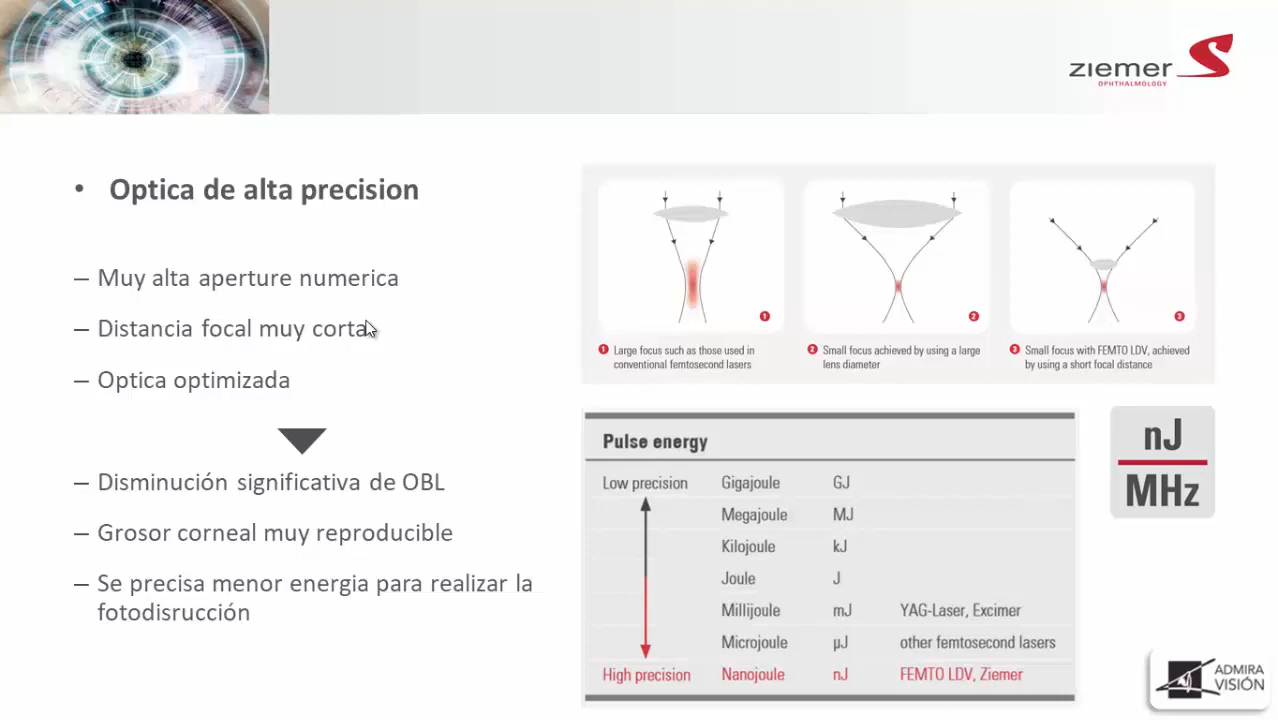 ziemer
OPHTHALMOLOGY
• Optica de alta precision
– Muy alta aperture numerica
– Distancia focal muy corta
– Optica optimizada
– Disminución significativa de OBL
– Grosor corneal muy reproducible
– Se precisa menor energia para realizar la
fotodisrucción
1
2
3
1 Large focus such as those used in
conventional femtosecond lasers
2 Small focus achieved by using a large
lens diameter
3 Small focus with FEMTO LDV, achieved
by using a short focal distance
Pulse energy
Low precision Gigajoule GJ
Megajoule MJ
Kilojoule kJ
Joule J
Millijoule mJ YAG-Laser, Excimer
Microjoule µJ other femtosecond lasers
High precision Nanojoule nJ FEMTO LDV, Ziemer
nJ
MHz
ADMIRA
VISIÓN